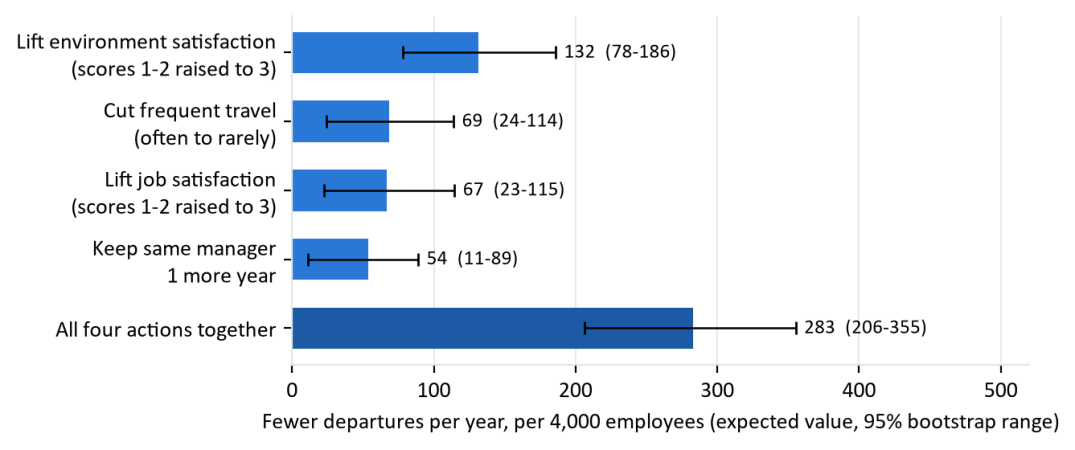 Lift environment satisfaction
(scores 1-2 raised to 3)
132 (78-186)
Cut frequent travel
(often to rarely)
69 (24-114)
Lift job satisfaction
(scores 1-2 raised to 3)
67 (23-115)
Keep same manager
1 more year
54 (11-89)
All four actions together
283 (206-355)
0 100 200 300 400 500
Fewer departures per year, per 4,000 employees (expected value, 95% bootstrap range)